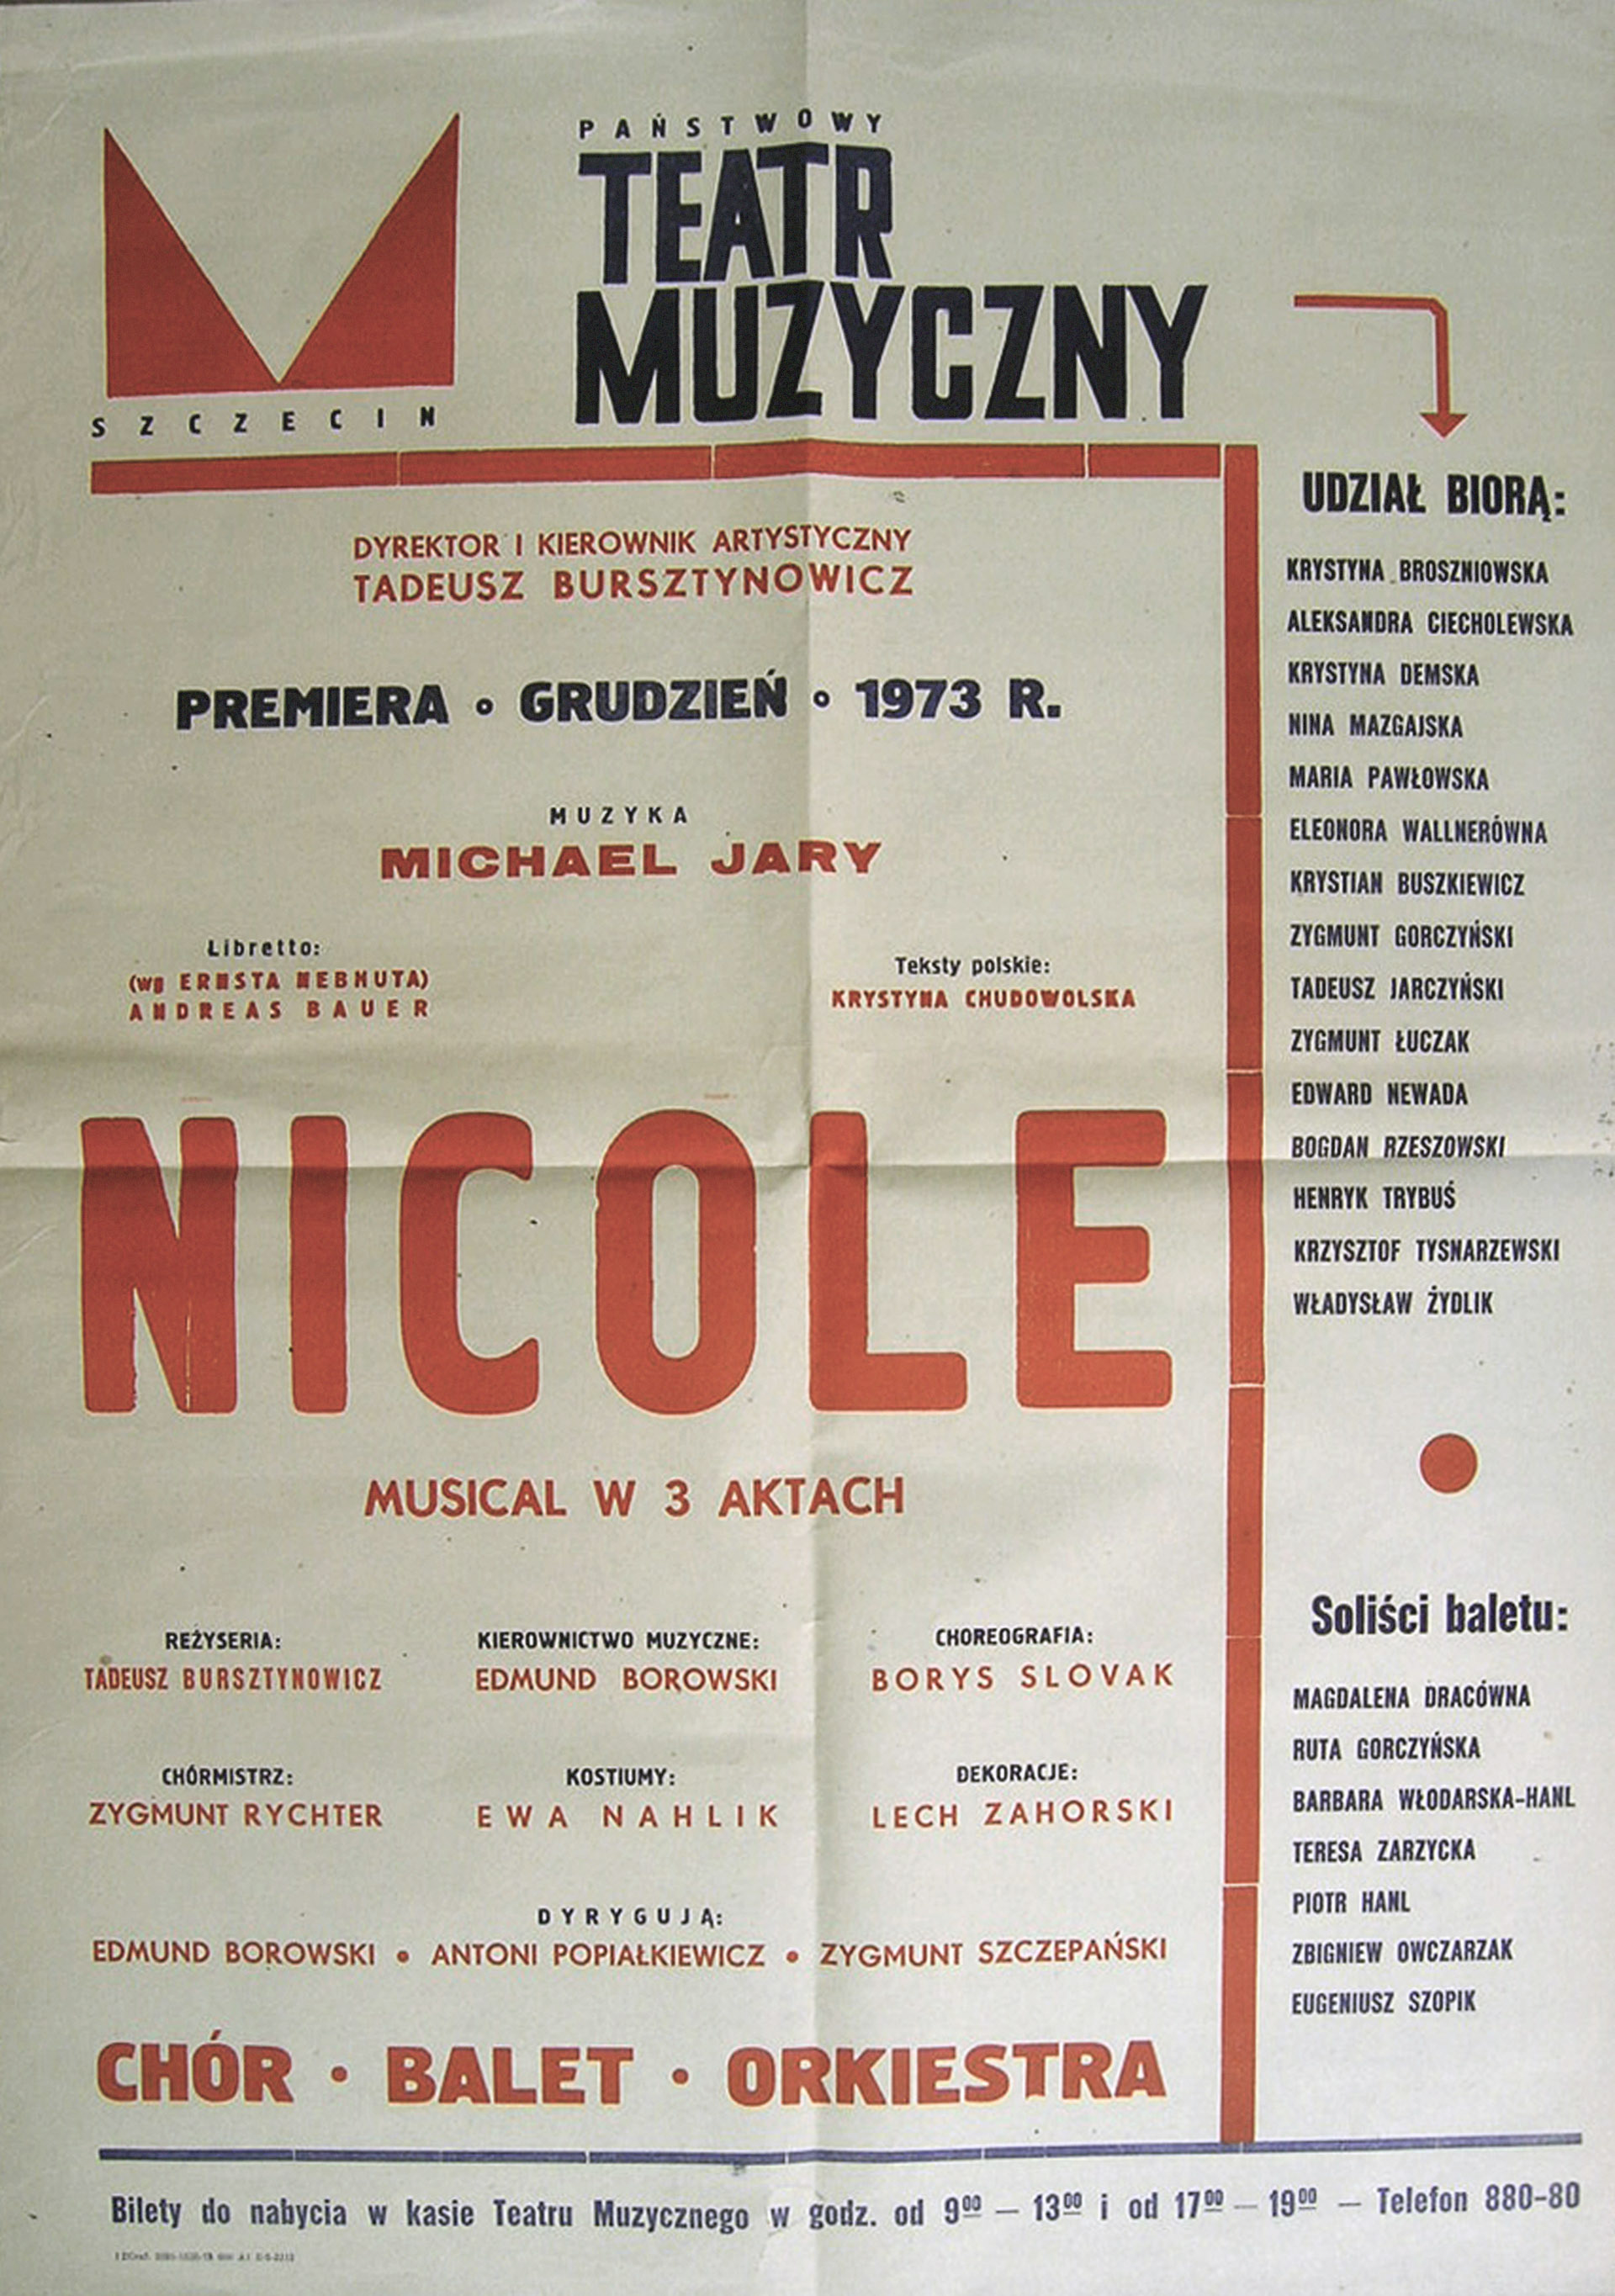 PAŃSTWOWY
TEATR
MUZYCZNY
SZCZECIN
DYREKTOR I KIEROWNIK ARTYSTYCZNY
TADEUSZ BURSZTYNOWICZ
PREMIERA • GRUDZIEŃ • 1973 R.
MUZYKA
MICHAEL JARY
Libretto:
(wg ERNSTA NEBHUTA)
ANDREAS BAUER
Teksty polskie:
KRYSTYNA CHUDOWOLSKA
NICOLE
MUSICAL W 3 AKTACH
REŻYSERIA:
TADEUSZ BURSZTYNOWICZ
KIEROWNICTWO MUZYCZNE:
EDMUND BOROWSKI
CHOREOGRAFIA:
BORYS SLOVAK
CHÓRMISTRZ:
ZYGMUNT RYCHTER
KOSTIUMY:
EWA NAHLIK
DEKORACJE:
LECH ZAHORSKI
DYRYGUJĄ:
EDMUND BOROWSKI • ANTONI POPIAŁKIEWICZ • ZYGMUNT SZCZEPAŃSKI
CHÓR • BALET • ORKIESTRA
UDZIAŁ BIORĄ:
KRYSTYNA BROSZNIOWSKA
ALEKSANDRA CIECHOLEWSKA
KRYSTYNA DEMSKA
NINA MAZGAJSKA
MARIA PAWŁOWSKA
ELEONORA WALLNERÓWNA
KRYSTIAN BUSZKIEWICZ
ZYGMUNT GORCZYŃSKI
TADEUSZ JARCZYŃSKI
ZYGMUNT ŁUCZAK
EDWARD NEWADA
BOGDAN RZESZOWSKI
HENRYK TRYBUŚ
KRZYSZTOF TYSNARZEWSKI
WŁADYSŁAW ŻYDLIK
Soliści baletu:
MAGDALENA DRACÓWNA
RUTA GORCZYŃSKA
BARBARA WŁODARSKA-HANL
TERESA ZARZYCKA
PIOTR HANL
ZBIGNIEW OWCZARZAK
EUGENIUSZ SZOPIK
Bilety do nabycia w kasie Teatru Muzycznego w godz. od 9⁰⁰ — 13⁰⁰ i od 17⁰⁰ — 19⁰⁰ — Telefon 880-80